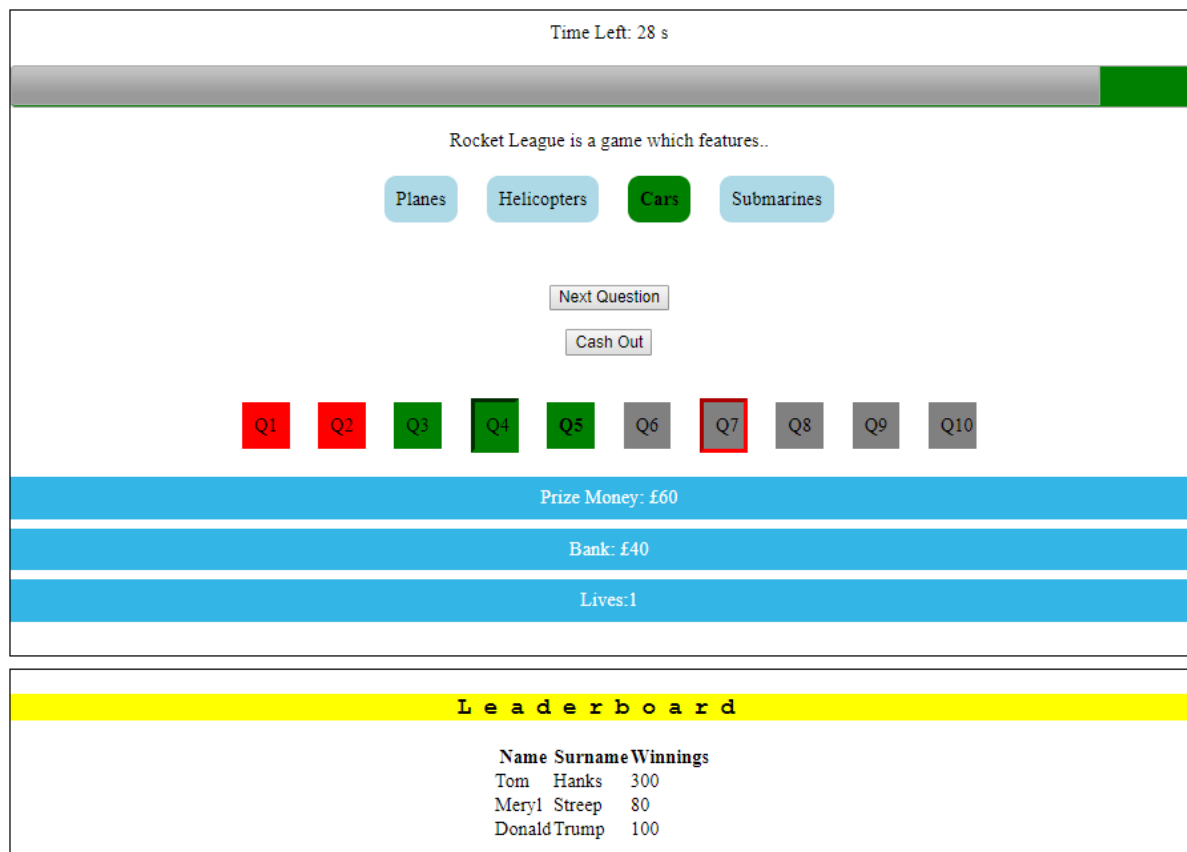 Time Left: 28 s
Rocket League is a game which features..
Planes Helicopters Cars Submarines
Next Question
Cash Out
Q1 Q2 Q3 Q4 Q5 Q6 Q7 Q8 Q9 Q10
Prize Money: £60
Bank: £40
Lives:1
Leaderboard
Name Surname Winnings
Tom Hanks 300
Meryl Streep 80
Donald Trump 100